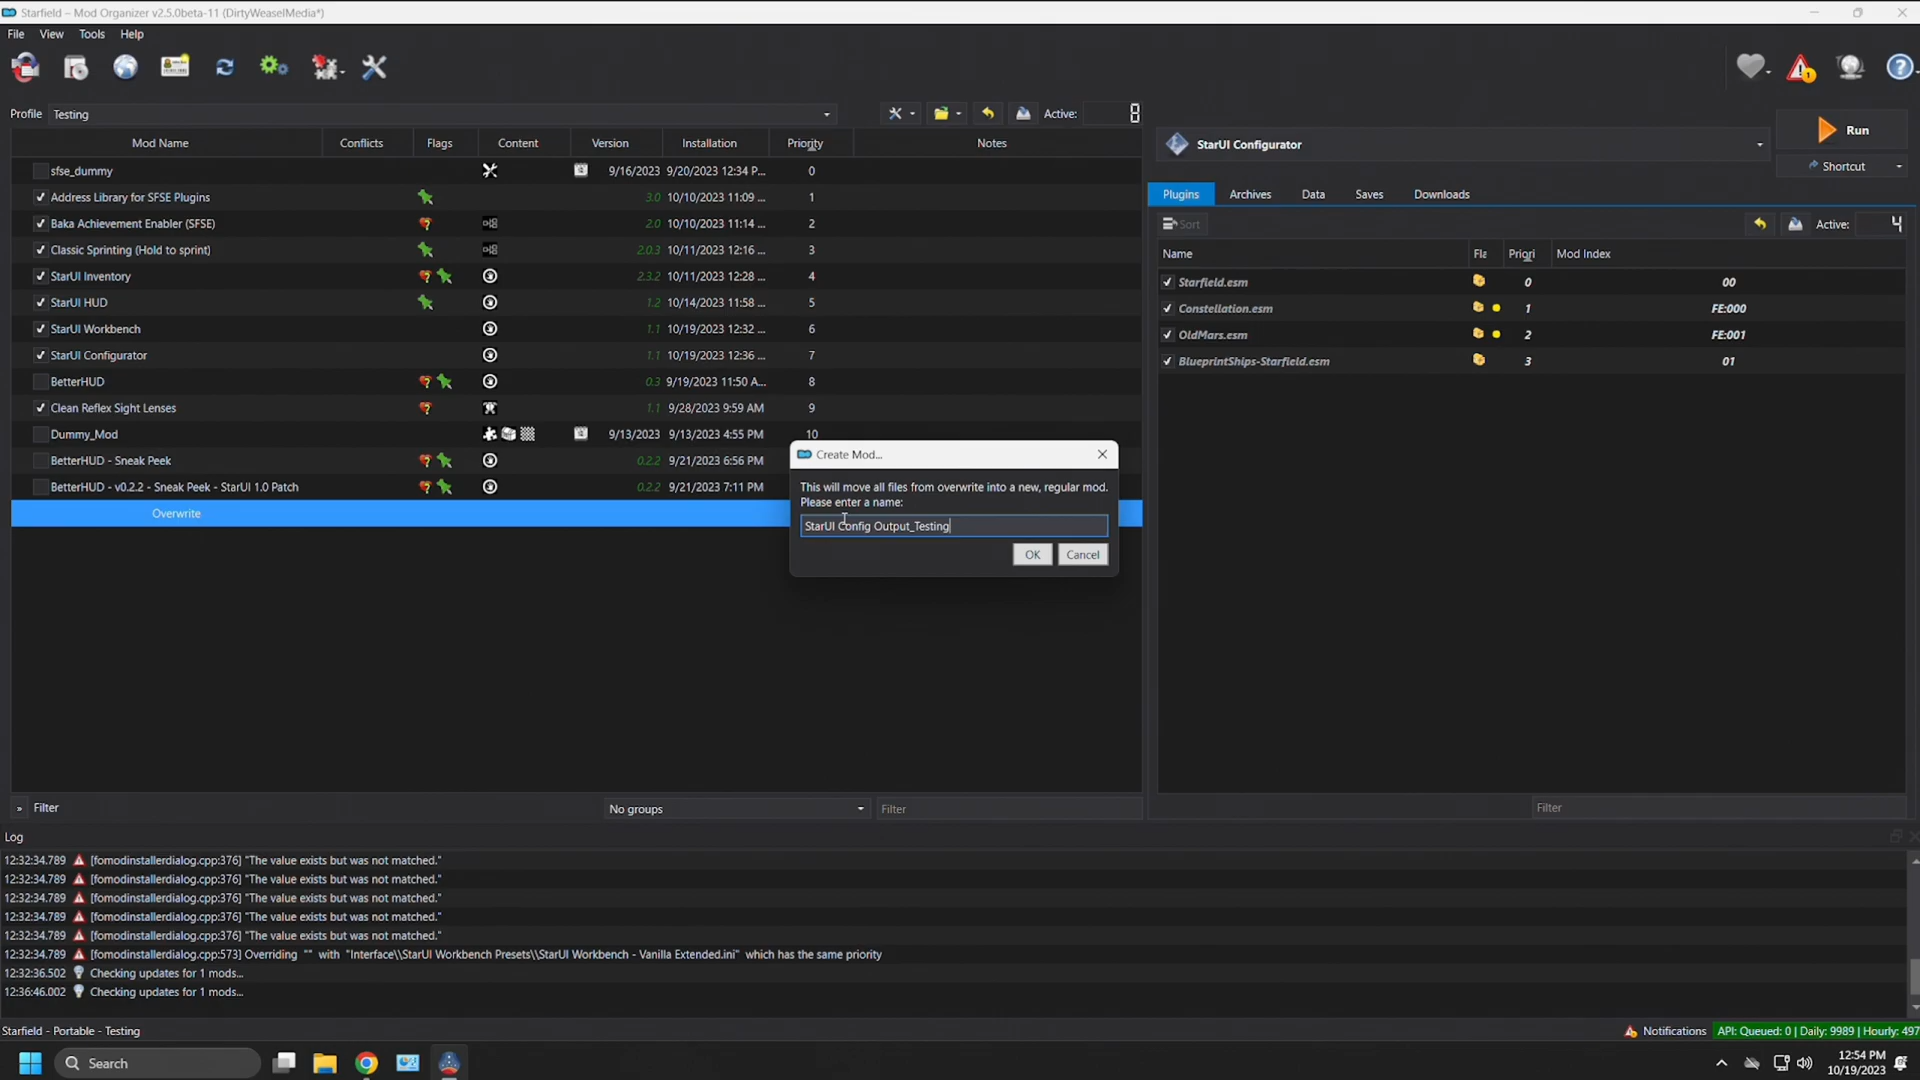 Starfield – Mod Organizer v2.5.0beta-11 (DirtyWeaselMedia*)
File View Tools Help
Profile Testing Active: 8
Mod Name Conflicts Flags Content Version Installation Priority Notes
sfse_dummy 9/16/2023 9/20/2023 12:34 P... 0
Address Library for SFSE Plugins 3.0 10/10/2023 11:09 ... 1
Baka Achievement Enabler (SFSE) 2.0 10/10/2023 11:14 ... 2
Classic Sprinting (Hold to sprint) 2.0.3 10/11/2023 12:16 ... 3
StarUI Inventory 2.3.2 10/11/2023 12:28 ... 4
StarUI HUD 1.2 10/14/2023 11:58 ... 5
StarUI Workbench 1.1 10/19/2023 12:32 ... 6
StarUI Configurator 1.1 10/19/2023 12:36 ... 7
BetterHUD 0.3 9/19/2023 11:50 A... 8
Clean Reflex Sight Lenses 1.1 9/28/2023 9:59 AM 9
Dummy_Mod 9/13/2023 9/13/2023 4:55 PM 10
BetterHUD - Sneak Peek 0.2.2 9/21/2023 6:56 PM
BetterHUD - v0.2.2 - Sneak Peek - StarUI 1.0 Patch 0.2.2 9/21/2023 7:11 PM
Overwrite
Create Mod...
This will move all files from overwrite into a new, regular mod.
Please enter a name:
StarUI Config Output_Testing
OK Cancel
» Filter No groups Filter
StarUI Configurator
Run
Shortcut
Plugins Archives Data Saves Downloads
Sort Active: 4
Name Fla Priori Mod Index
Starfield.esm 0 00
Constellation.esm 1 FE:000
OldMars.esm 2 FE:001
BlueprintShips-Starfield.esm 3 01
Filter
Log
12:32:34.789 [fomodinstallerdialog.cpp:376] "The value exists but was not matched."
12:32:34.789 [fomodinstallerdialog.cpp:376] "The value exists but was not matched."
12:32:34.789 [fomodinstallerdialog.cpp:376] "The value exists but was not matched."
12:32:34.789 [fomodinstallerdialog.cpp:376] "The value exists but was not matched."
12:32:34.789 [fomodinstallerdialog.cpp:376] "The value exists but was not matched."
12:32:34.789 [fomodinstallerdialog.cpp:573] Overriding "" with "Interface\\StarUI Workbench Presets\\StarUI Workbench - Vanilla Extended.ini" which has the same priority
12:32:36.502 Checking updates for 1 mods...
12:36:46.002 Checking updates for 1 mods...
Starfield - Portable - Testing Notifications API: Queued: 0 | Daily: 9989 | Hourly: 497
Search
12:54 PM
10/19/2023